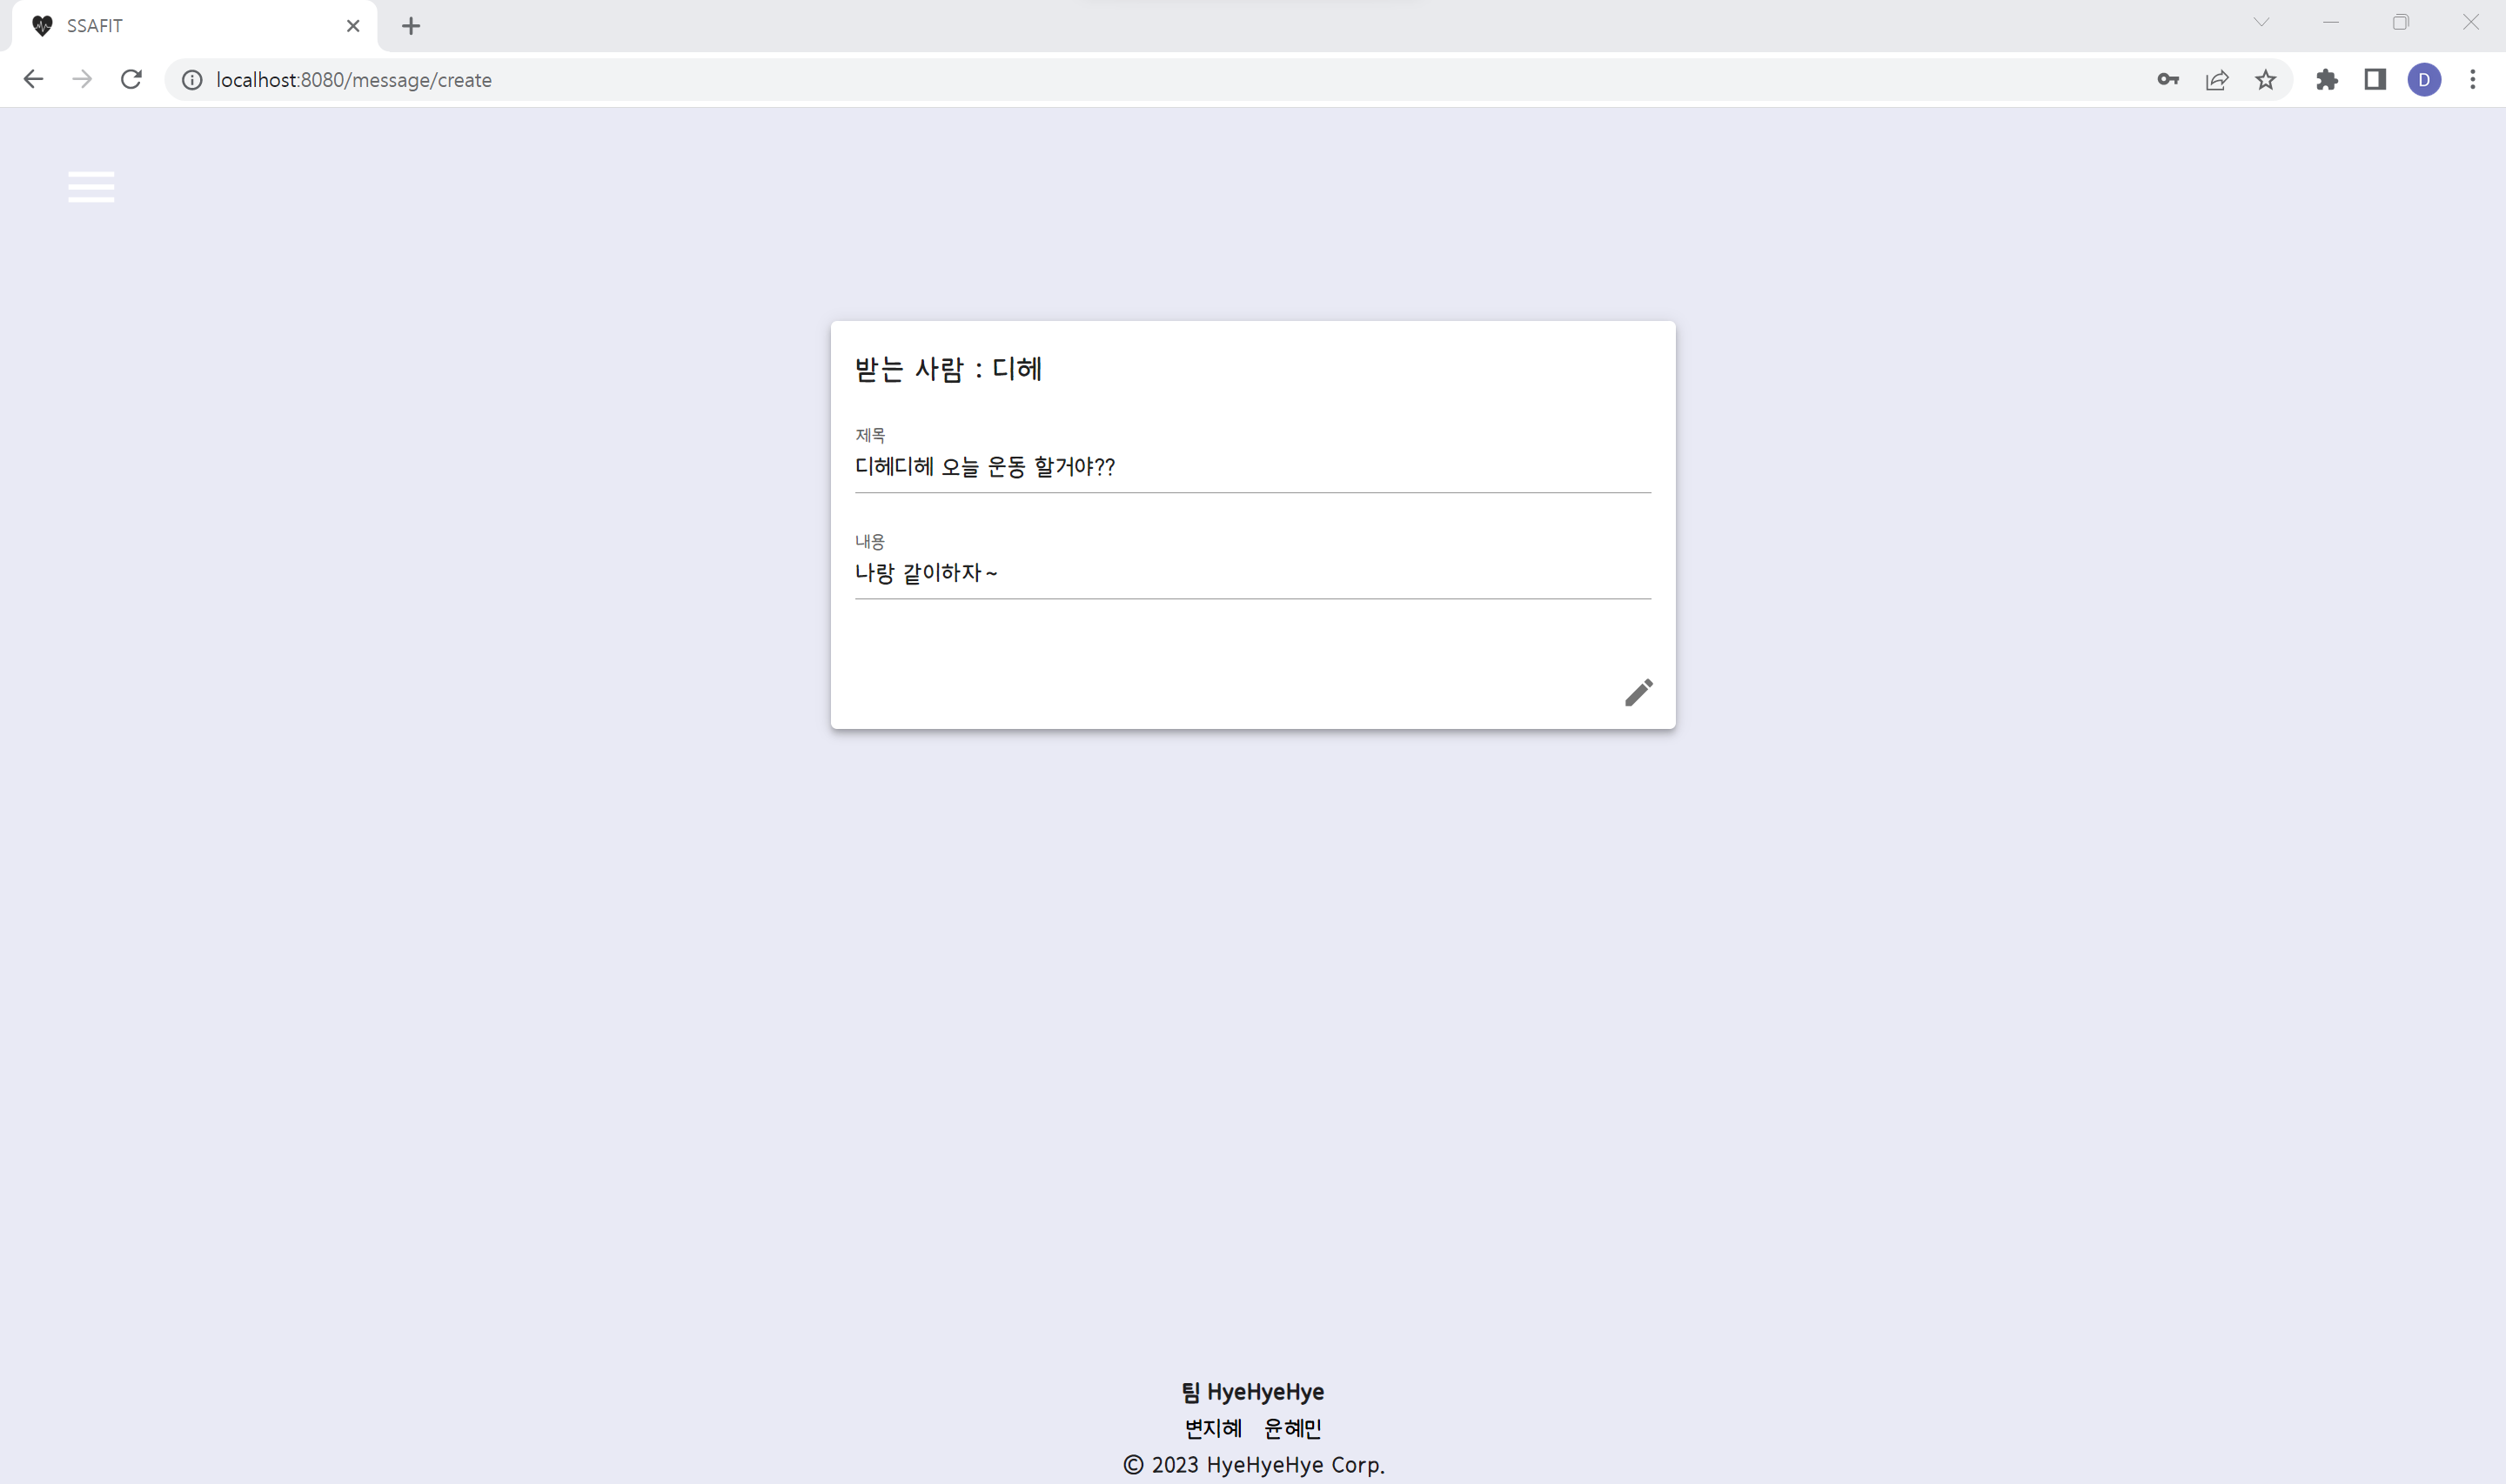 SSAFIT
localhost:8080/message/create
D
받는 사람 : 디헤
제목
디헤디헤 오늘 운동 할거야??
내용
나랑 같이하자~
팀 HyeHyeHye
변지혜 윤혜민
© 2023 HyeHyeHye Corp.